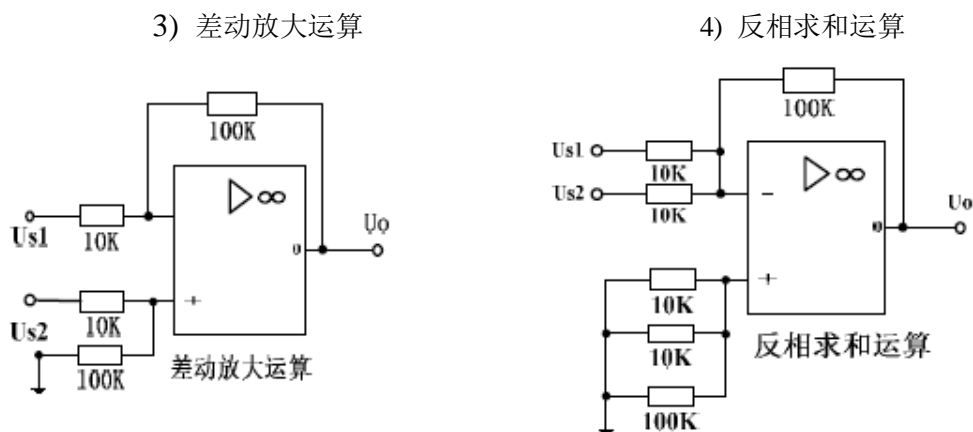 3) 差动放大运算
100K
▷∞
Us1
10K
o
Uo
Us2
10K
+
100K
差动放大运算
4) 反相求和运算
100K
Us1
10K
▷∞
Us2
10K
-
Uo
o
+
10K
10K
反相求和运算
100K